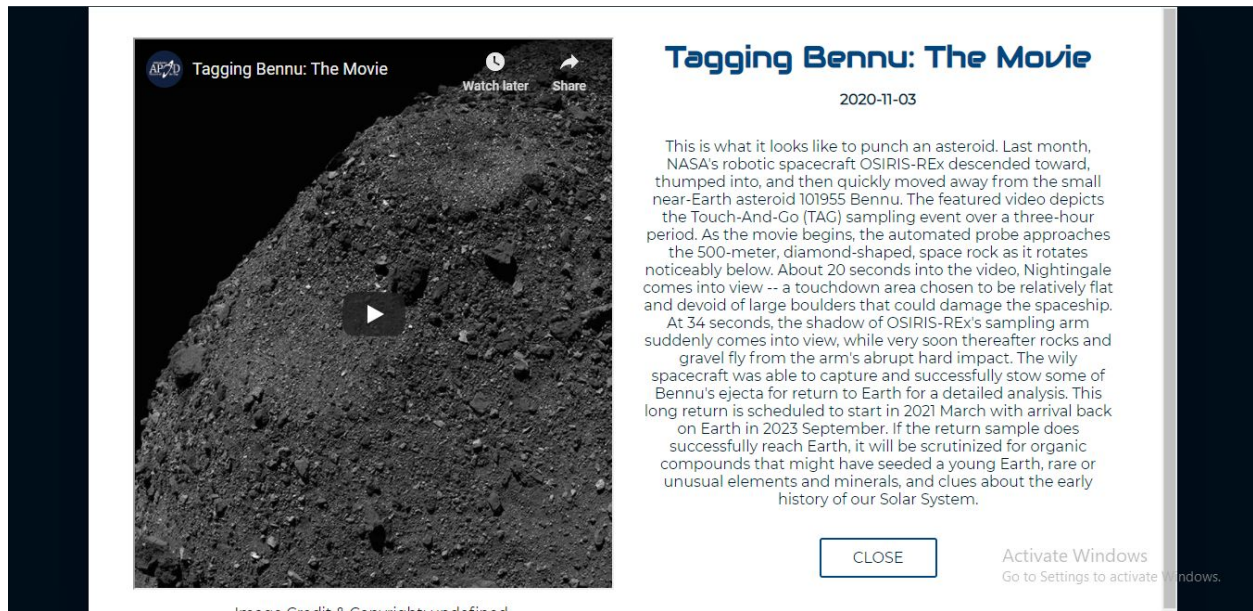 APOD
Tagging Bennu: The Movie
Watch later
Share
Tagging Bennu: The Movie
2020-11-03
This is what it looks like to punch an asteroid. Last month,
NASA's robotic spacecraft OSIRIS-REx descended toward,
thumped into, and then quickly moved away from the small
near-Earth asteroid 101955 Bennu. The featured video depicts
the Touch-And-Go (TAG) sampling event over a three-hour
period. As the movie begins, the automated probe approaches
the 500-meter, diamond-shaped, space rock as it rotates
noticeably below. About 20 seconds into the video, Nightingale
comes into view -- a touchdown area chosen to be relatively flat
and devoid of large boulders that could damage the spaceship.
At 34 seconds, the shadow of OSIRIS-REx's sampling arm
suddenly comes into view, while very soon thereafter rocks and
gravel fly from the arm's abrupt hard impact. The wily
spacecraft was able to capture and successfully stow some of
Bennu's ejecta for return to Earth for a detailed analysis. This
long return is scheduled to start in 2021 March with arrival back
on Earth in 2023 September. If the return sample does
successfully reach Earth, it will be scrutinized for organic
compounds that might have seeded a young Earth, rare or
unusual elements and minerals, and clues about the early
history of our Solar System.
CLOSE
Activate Windows
Go to Settings to activate Windows.
Image Credit & Copyright: undefined